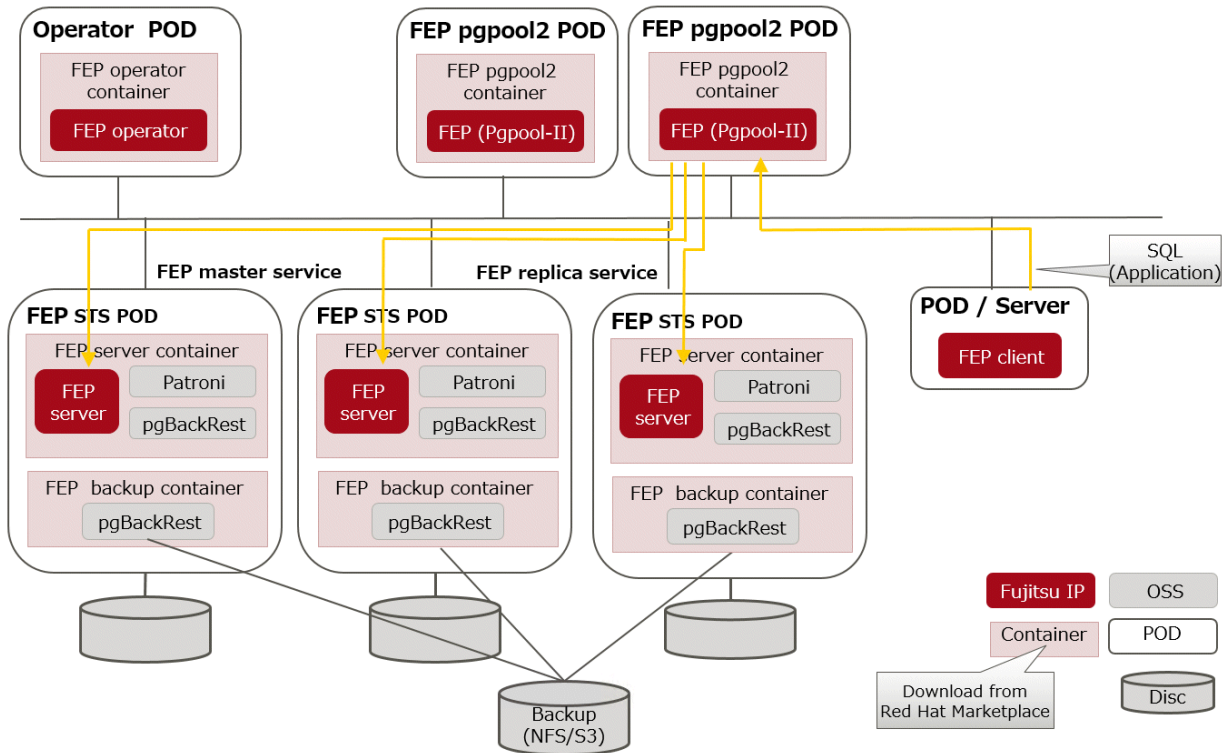 Operator POD
FEP operator
container
FEP operator
FEP pgpool2 POD
FEP pgpool2
container
FEP (Pgpool-II)
FEP pgpool2 POD
FEP pgpool2
container
FEP (Pgpool-II)
SQL
(Application)
FEP master service
FEP replica service
FEP STS POD
FEP server container
FEP
server
Patroni
pgBackRest
FEP backup container
pgBackRest
FEP STS POD
FEP server container
FEP
server
Patroni
pgBackRest
FEP backup container
pgBackRest
FEP STS POD
FEP server container
FEP
server
Patroni
pgBackRest
FEP backup container
pgBackRest
POD / Server
FEP client
Backup
(NFS/S3)
Fujitsu IP
OSS
Container
POD
Download from
Red Hat Marketplace
Disc